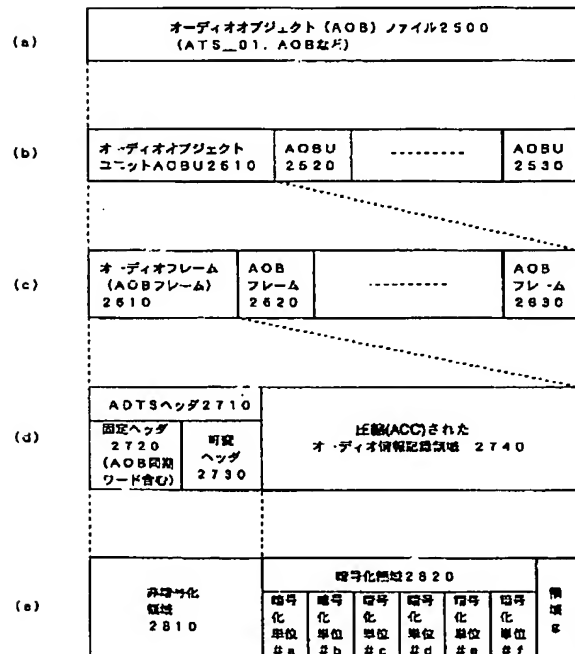 (a)
オーディオオブジェクト (AOB) ファイル2500
(ATS__01. AOBなど)
(b)
オーディオオブジェクト
ユニットAOBU2610
AOBU
2520
AOBU
2530
(c)
オーディオフレーム
(AOBフレーム)
2610
AOB
フレーム
2620
AOB
フレーム
2630
(d)
ADTSヘッダ2710
固定ヘッダ
2720
(AOB同期
ワード含む)
可変
ヘッダ
2730
圧縮(ACC)された
オーディオ情報記録領域 2740
(e)
非暗号化
領域
2810
暗号化領域2820
暗号
化
単位
#a
暗号
化
単位
#b
暗号
化
単位
#c
暗号
化
単位
#d
暗号
化
単位
#e
暗号
化
単位
#f
領
域
g